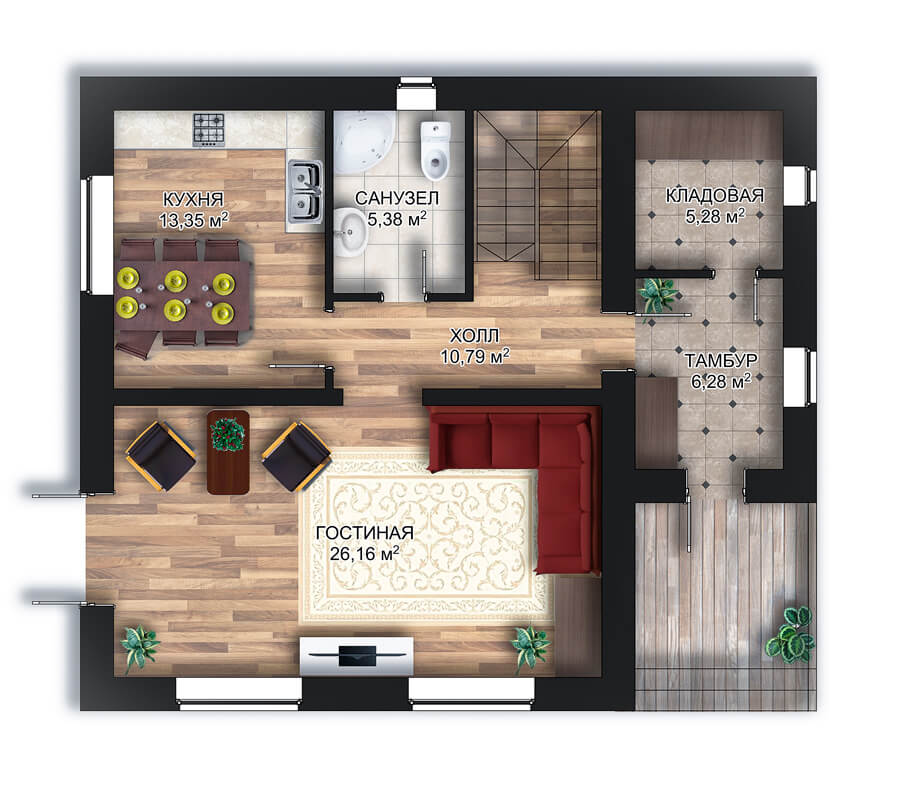 КУХНЯ
13,35 м²
САНУЗЕЛ
5,38 м²
КЛАДОВАЯ
5,28 м²
ХОЛЛ
10,79 м²
ТАМБУР
6,28 м²
ГОСТИНАЯ
26,16 м²